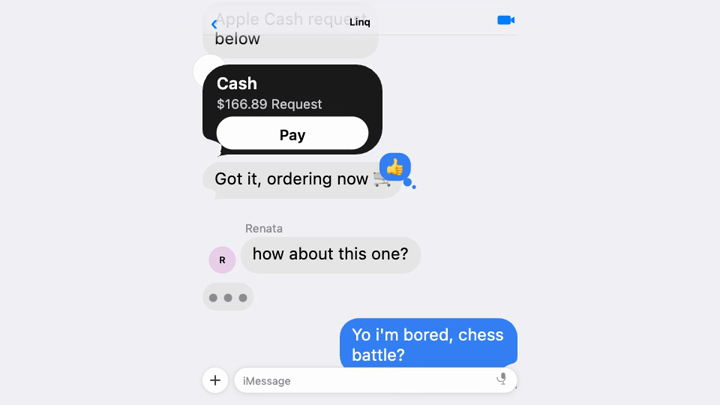 Apple Cash request
Linq
below
Cash
$166.89 Request
Pay
Got it, ordering now
Renata
R
how about this one?
Yo i'm bored, chess
battle?
iMessage